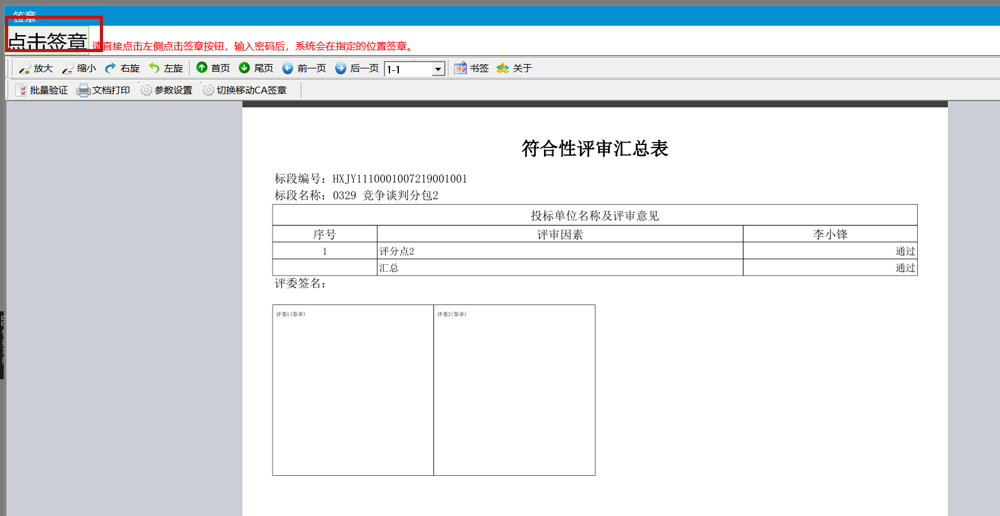 签章
点击签章 请直接点击左侧点击签章按钮，输入密码后，系统会在指定的位置签章。
放大 缩小 右旋 左旋 首页 尾页 前一页 后一页 1-1 书签 关于
批量验证 文档打印 参数设置 切换移动CA签章
符合性评审汇总表
标段编号：HXJY1110001007219001001
标段名称：0329 竞争谈判分包2
投标单位名称及评审意见
序号 评审因素 李小锋
1 评分点2 通过
汇总 通过
评委签名：
评委1(签章) 评委2(签章)